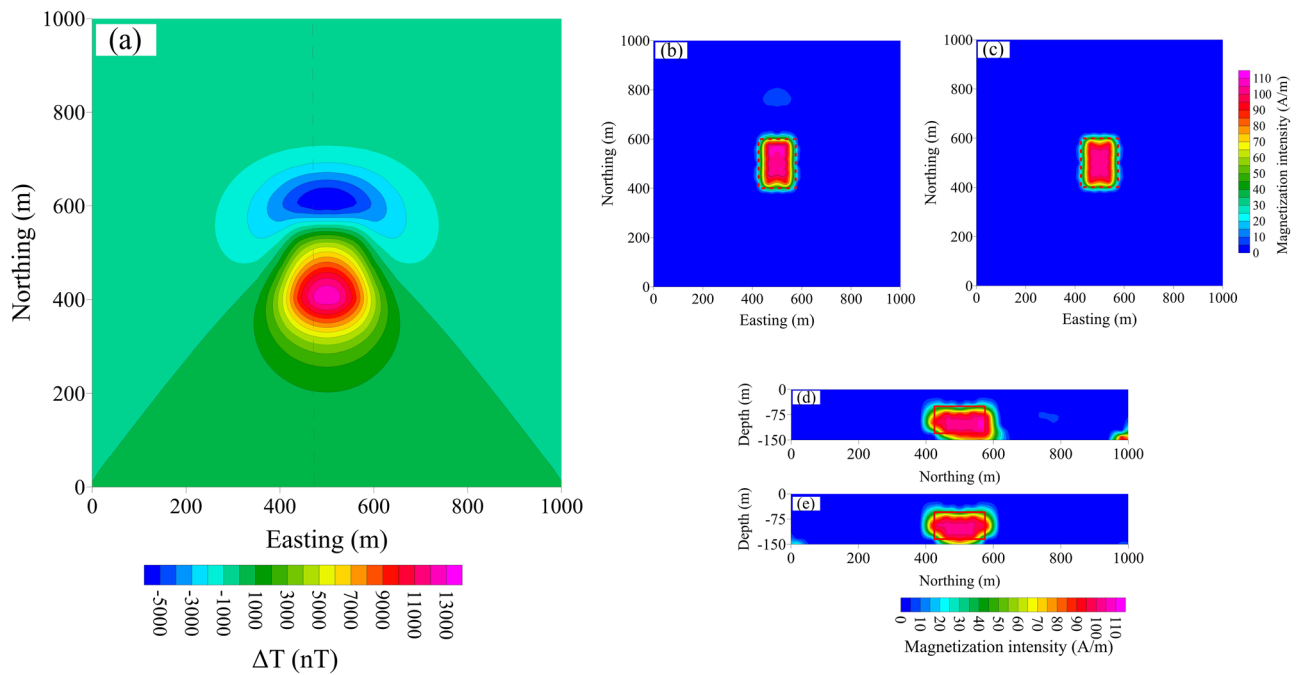 (a)
1000
800
600
400
200
0
Northing (m)
0 200 400 600 800 1000
Easting (m)
-5000 -3000 -1000 1000 3000 5000 7000 9000 11000 13000
ΔT (nT)
(b)
1000
800
600
400
200
0
Northing (m)
0 200 400 600 800 1000
Easting (m)
(c)
1000
800
600
400
200
0
Northing (m)
0 200 400 600 800 1000
Easting (m)
110
100
90
80
70
60
50
40
30
20
10
0
Magnetization intensity (A/m)
(d)
0
-75
-150
Depth (m)
0 200 400 600 800 1000
Northing (m)
(e)
0
-75
-150
Depth (m)
0 200 400 600 800 1000
Northing (m)
0 10 20 30 40 50 60 70 80 90 100 110
Magnetization intensity (A/m)